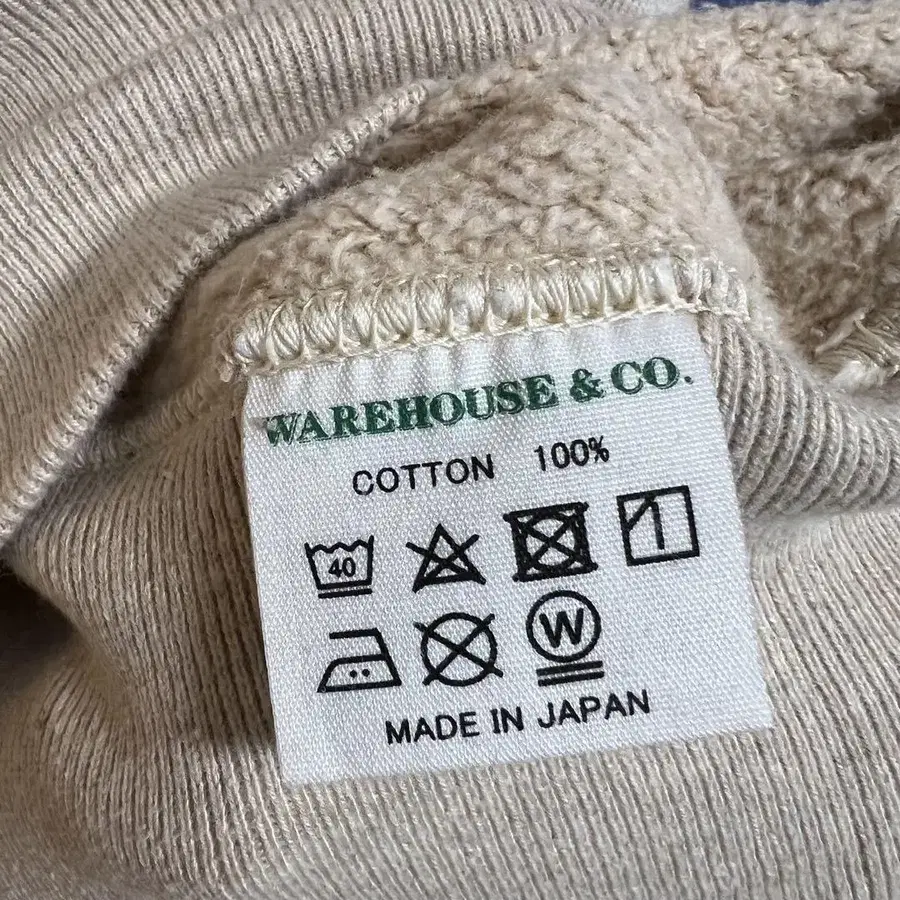 WAREHOUSE & CO.
COTTON 100%
40
W
MADE IN JAPAN